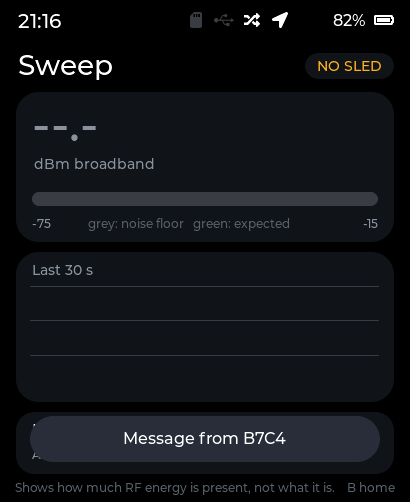 21:16
82%
Sweep
NO SLED
--.-
dBm broadband
-75
grey: noise floor green: expected
-15
Last 30 s
Message from B7C4
Shows how much RF energy is present, not what it is.
B home